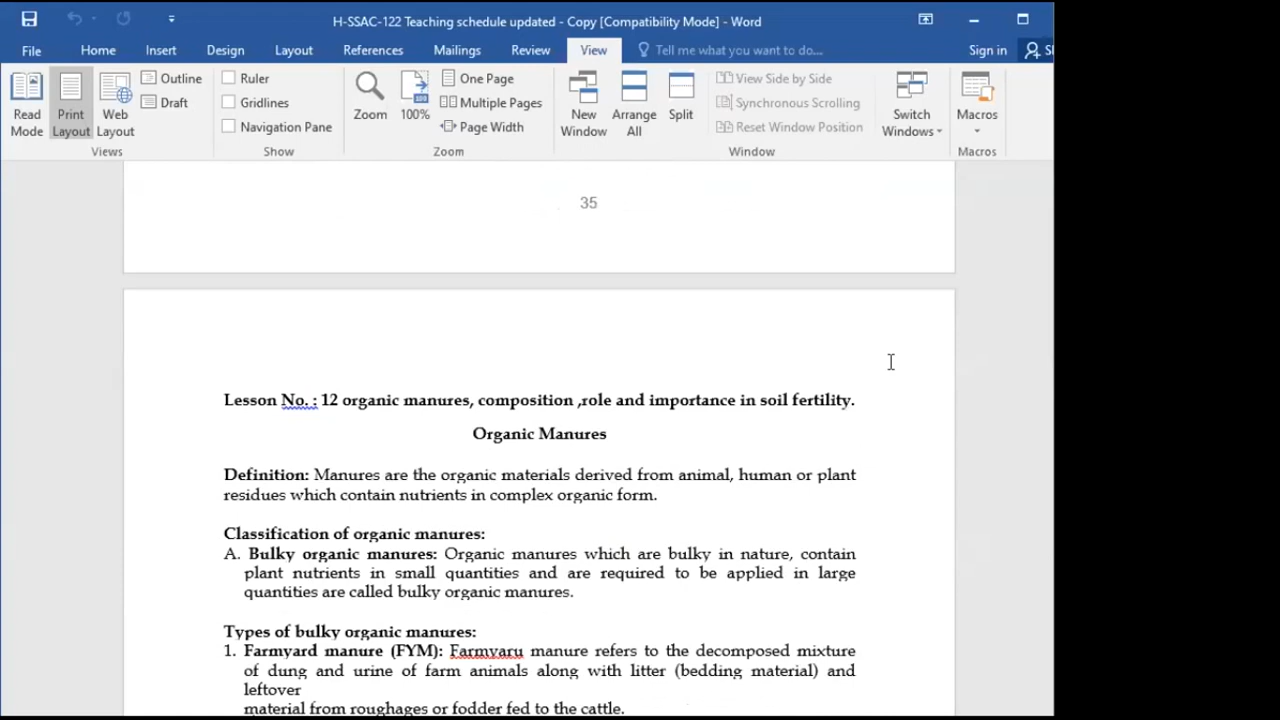 H-SSAC-122 Teaching schedule updated - Copy [Compatibility Mode] - Word
File Home Insert Design Layout References Mailings Review View Tell me what you want to do... Sign in
Read Mode
Print Layout
Web Layout
Outline
Draft
Views
Ruler
Gridlines
Navigation Pane
Show
Zoom
100%
One Page
Multiple Pages
Page Width
Zoom
New Window
Arrange All
Split
View Side by Side
Synchronous Scrolling
Reset Window Position
Window
Switch Windows
Macros
Macros
35
Lesson No. : 12 organic manures, composition ,role and importance in soil fertility.
Organic Manures
Definition: Manures are the organic materials derived from animal, human or plant
residues which contain nutrients in complex organic form.
Classification of organic manures:
A. Bulky organic manures: Organic manures which are bulky in nature, contain
plant nutrients in small quantities and are required to be applied in large
quantities are called bulky organic manures.
Types of bulky organic manures:
1. Farmyard manure (FYM): Farmyaru manure refers to the decomposed mixture
of dung and urine of farm animals along with litter (bedding material) and
leftover
material from roughages or fodder fed to the cattle.